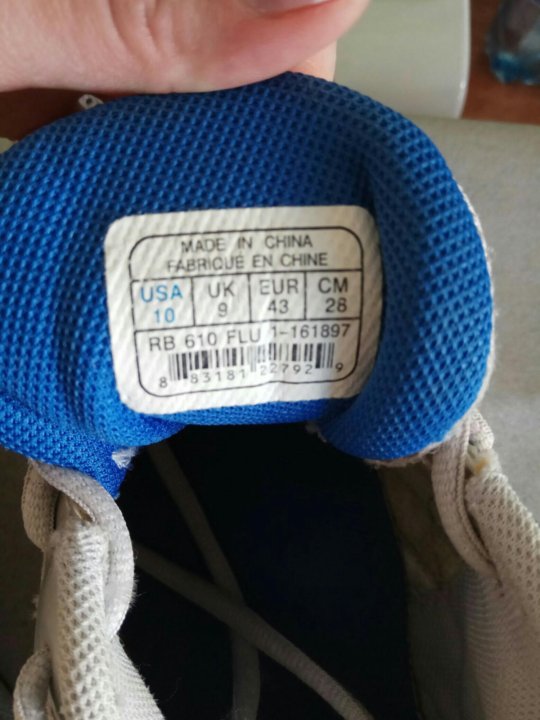 MADE IN CHINA
FABRIQUÉ EN CHINE
USA UK EUR CM
10 9 43 28
RB 610 FLU 1-161897
8 83181 22792 9